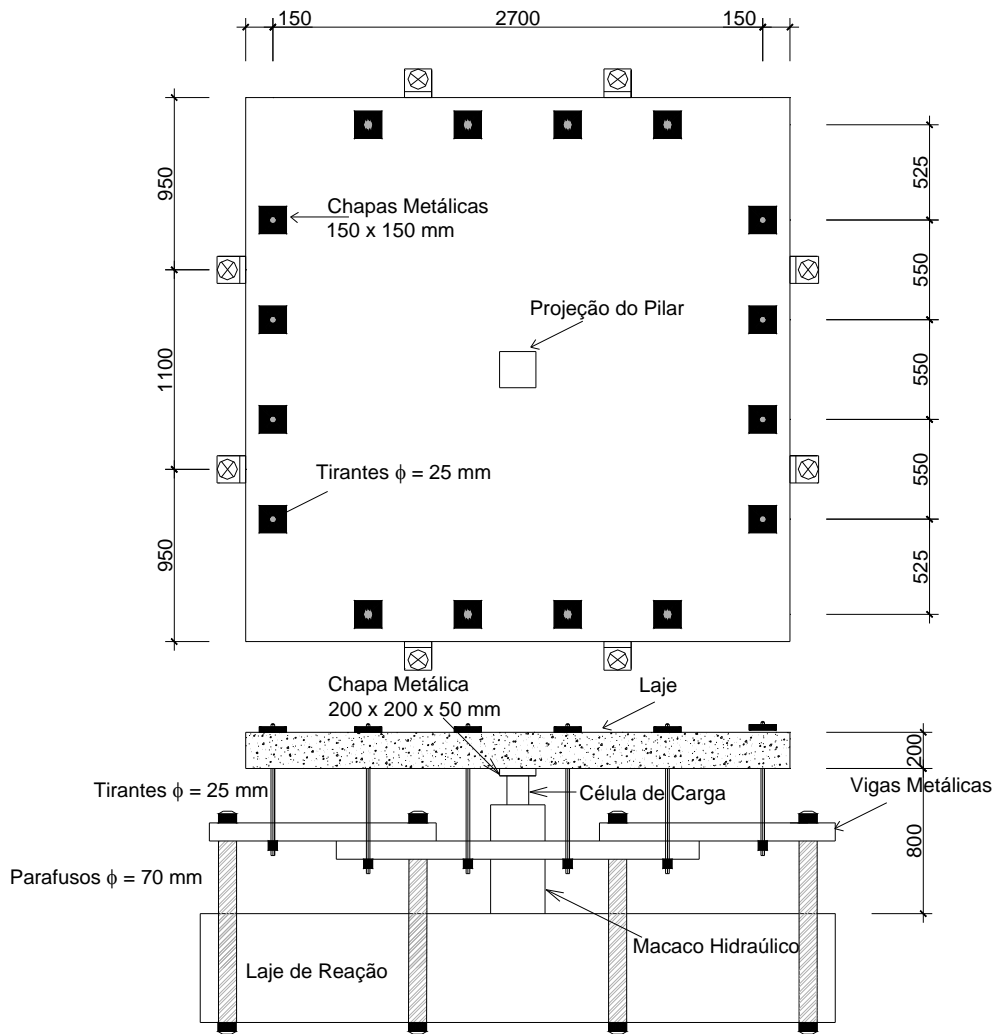 150
2700
150
950
1100
950
525
550
550
550
525
Chapas Metálicas
150 x 150 mm
Projeção do Pilar
Tirantes ϕ = 25 mm
Chapa Metálica
200 x 200 x 50 mm
Laje
200
Tirantes ϕ = 25 mm
Célula de Carga
Vigas Metálicas
800
Parafusos ϕ = 70 mm
Macaco Hidraúlico
Laje de Reação